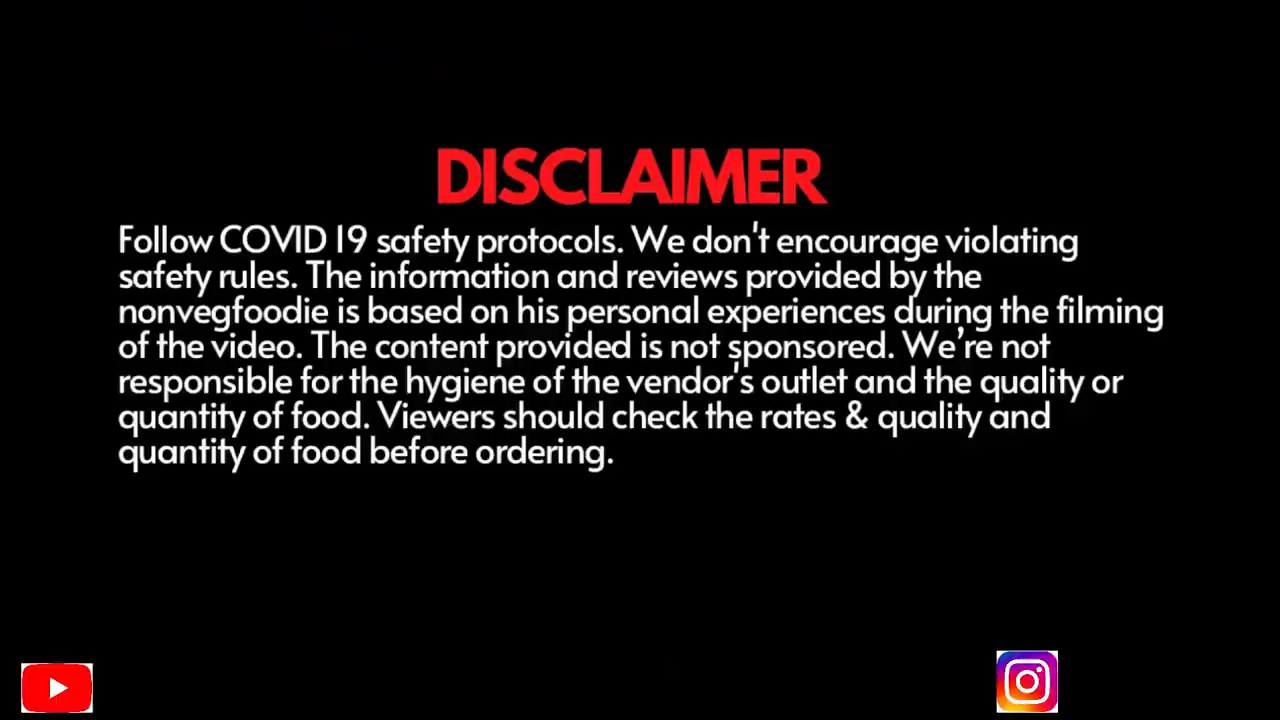 DISCLAIMER
Follow COVID 19 safety protocols. We don't encourage violating
safety rules. The information and reviews provided by the
nonvegfoodie is based on his personal experiences during the filming
of the video. The content provided is not sponsored. We’re not
responsible for the hygiene of the vendor's outlet and the quality or
quantity of food. Viewers should check the rates & quality and
quantity of food before ordering.